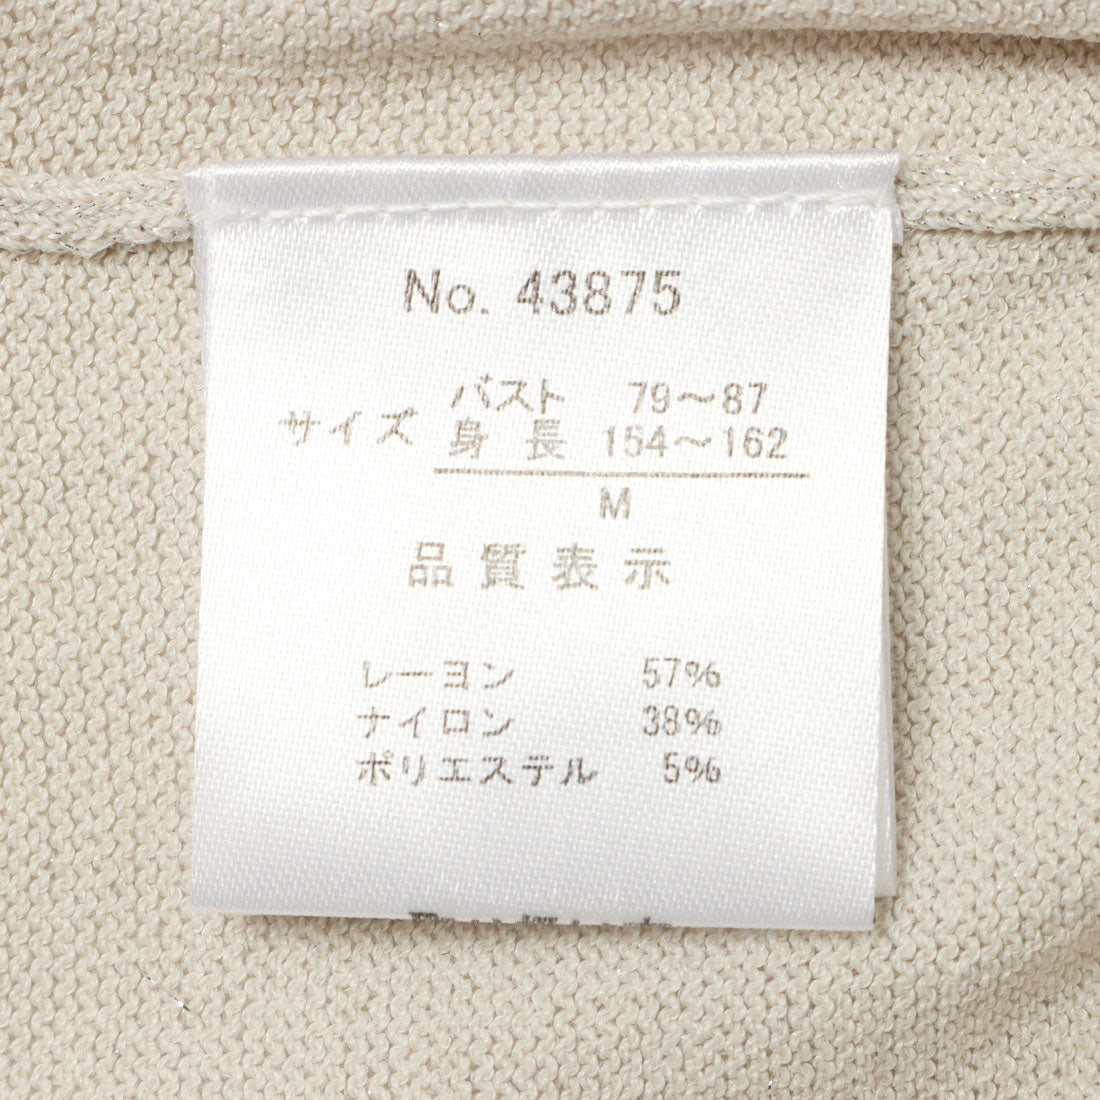 No. 43875
サイズ
バスト 79～87
身長 154～162
M
品質表示
レーヨン 57%
ナイロン 38%
ポリエステル 5%